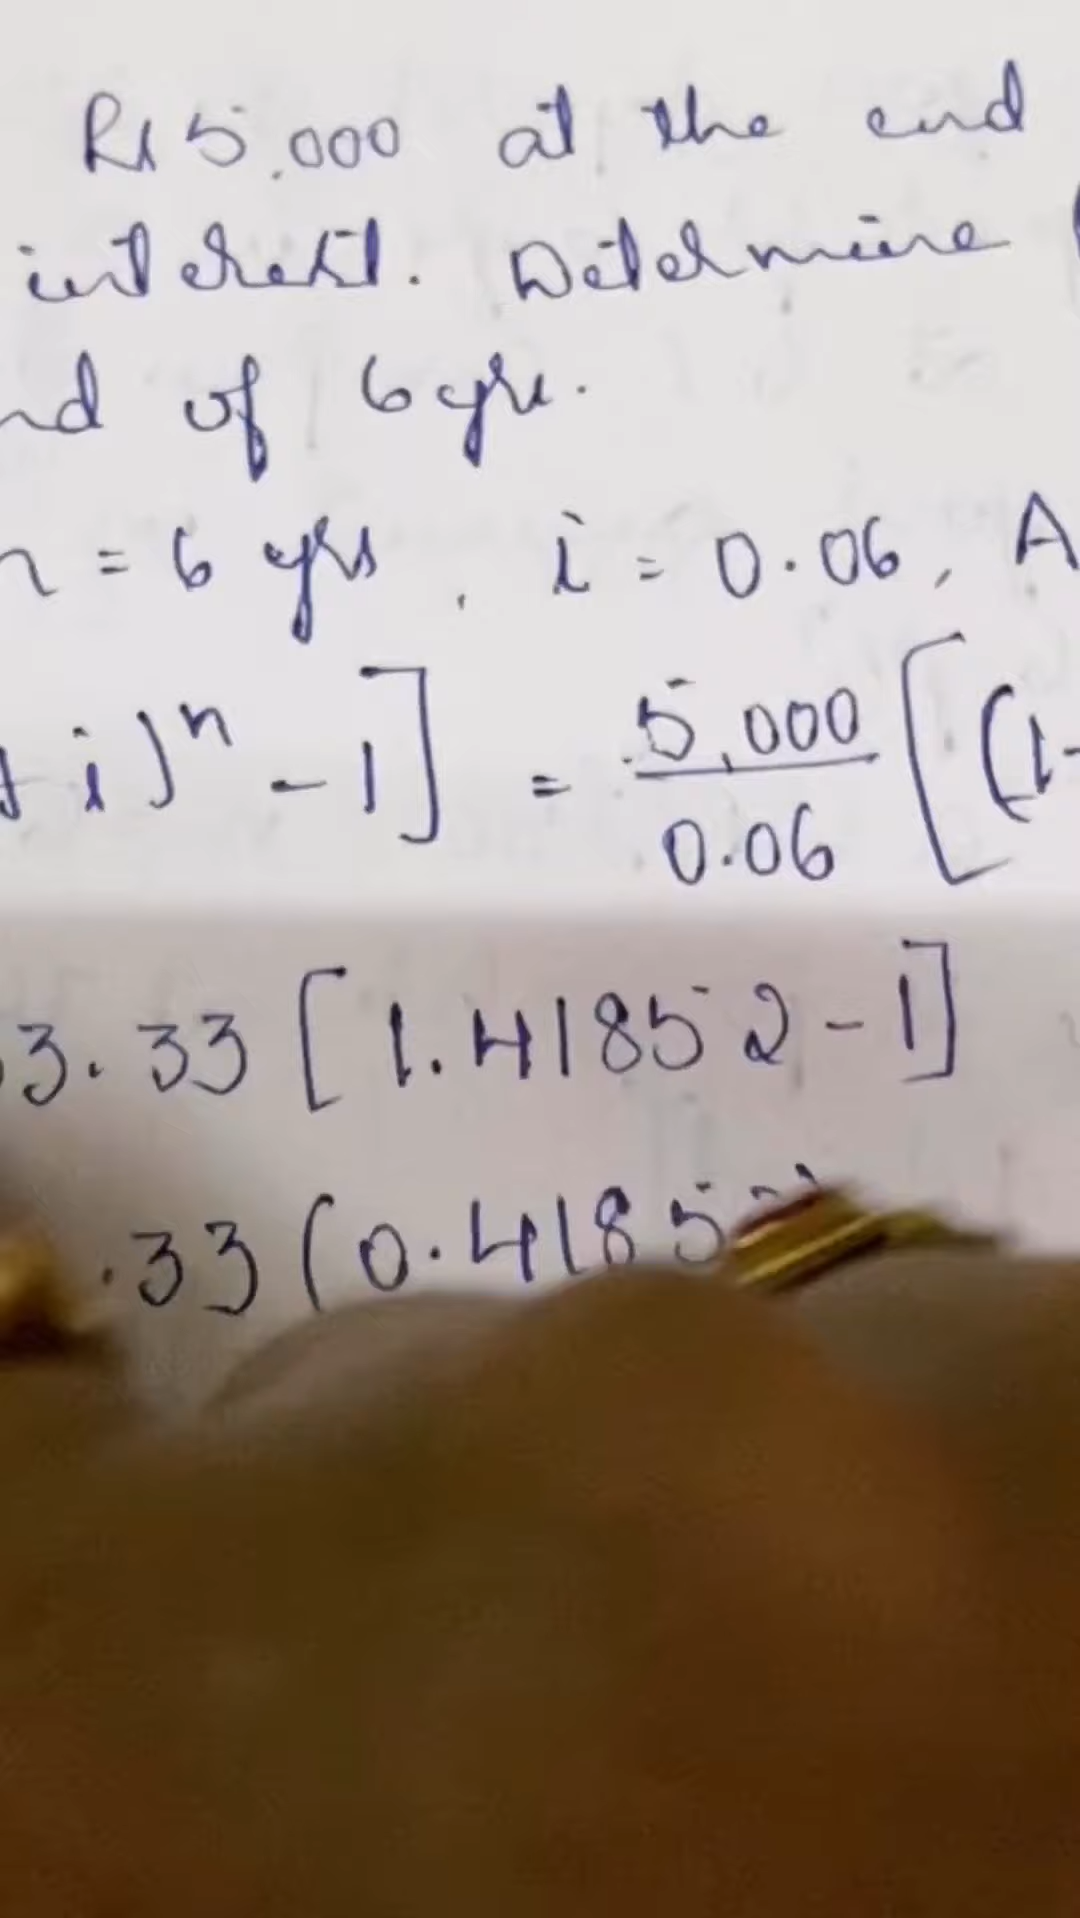 Rs 5,000 at the end
interest. Determine
nd of 6 yrs.
n = 6 yrs, i = 0.06, A
+ i)ⁿ - 1] = 5,000 / 0.06 [(1+
3.33 [1.41852 - 1]
.33 (0.4185